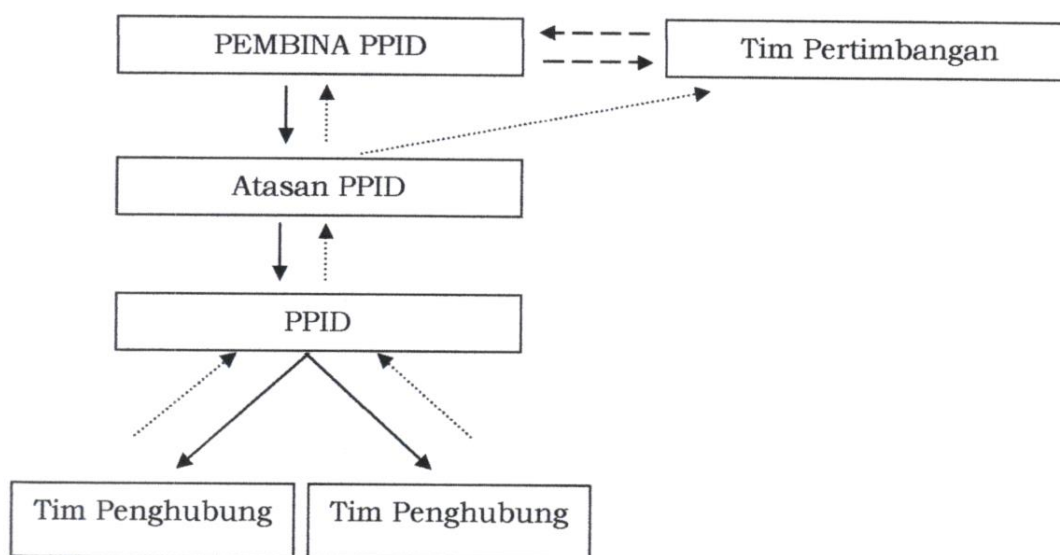 PEMBINA PPID
Tim Pertimbangan
Atasan PPID
PPID
Tim Penghubung
Tim Penghubung